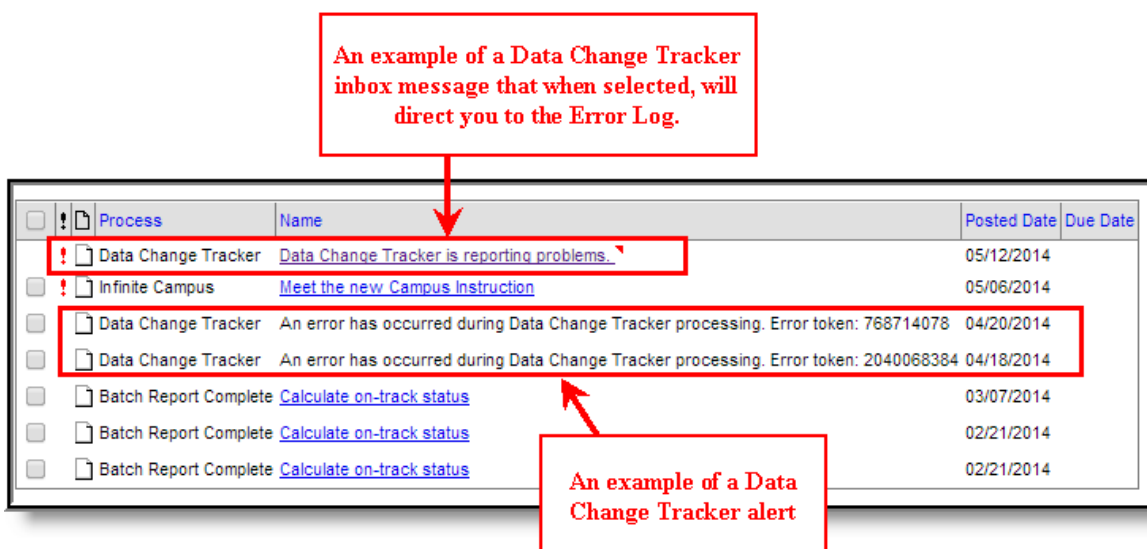 An example of a Data Change Tracker
inbox message that when selected, will
direct you to the Error Log.
! Process Name Posted Date Due Date
! Data Change Tracker Data Change Tracker is reporting problems. 05/12/2014
! Infinite Campus Meet the new Campus Instruction 05/06/2014
Data Change Tracker An error has occurred during Data Change Tracker processing. Error token: 768714078 04/20/2014
Data Change Tracker An error has occurred during Data Change Tracker processing. Error token: 2040068384 04/18/2014
Batch Report Complete Calculate on-track status 03/07/2014
Batch Report Complete Calculate on-track status 02/21/2014
Batch Report Complete Calculate on-track status 02/21/2014
An example of a Data
Change Tracker alert